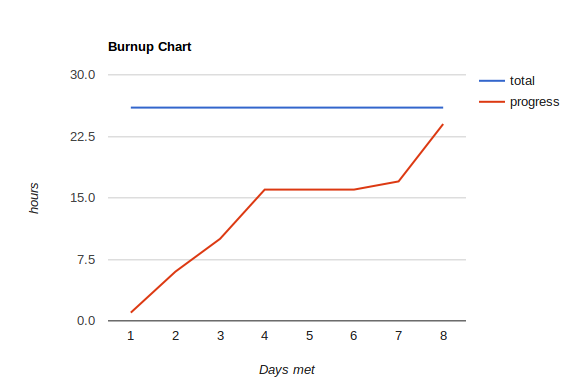 Burnup Chart
30.0
22.5
15.0
7.5
0.0
hours
1 2 3 4 5 6 7 8
Days met
total
progress